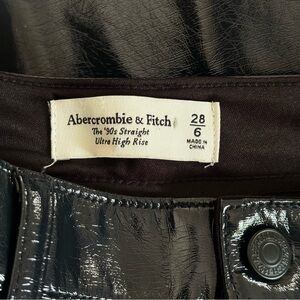 Abercrombie & Fitch
The '90s Straight
Ultra High Rise
28
6
MADE IN
CHINA